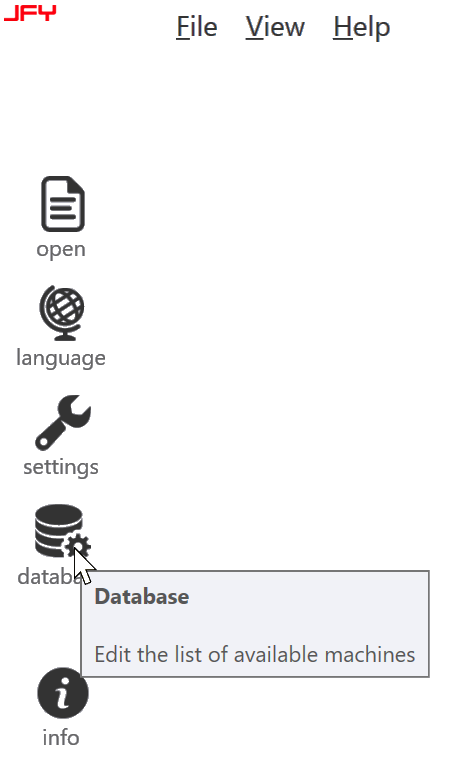 JFY
File View Help
open
language
settings
databa
Database
Edit the list of available machines
info